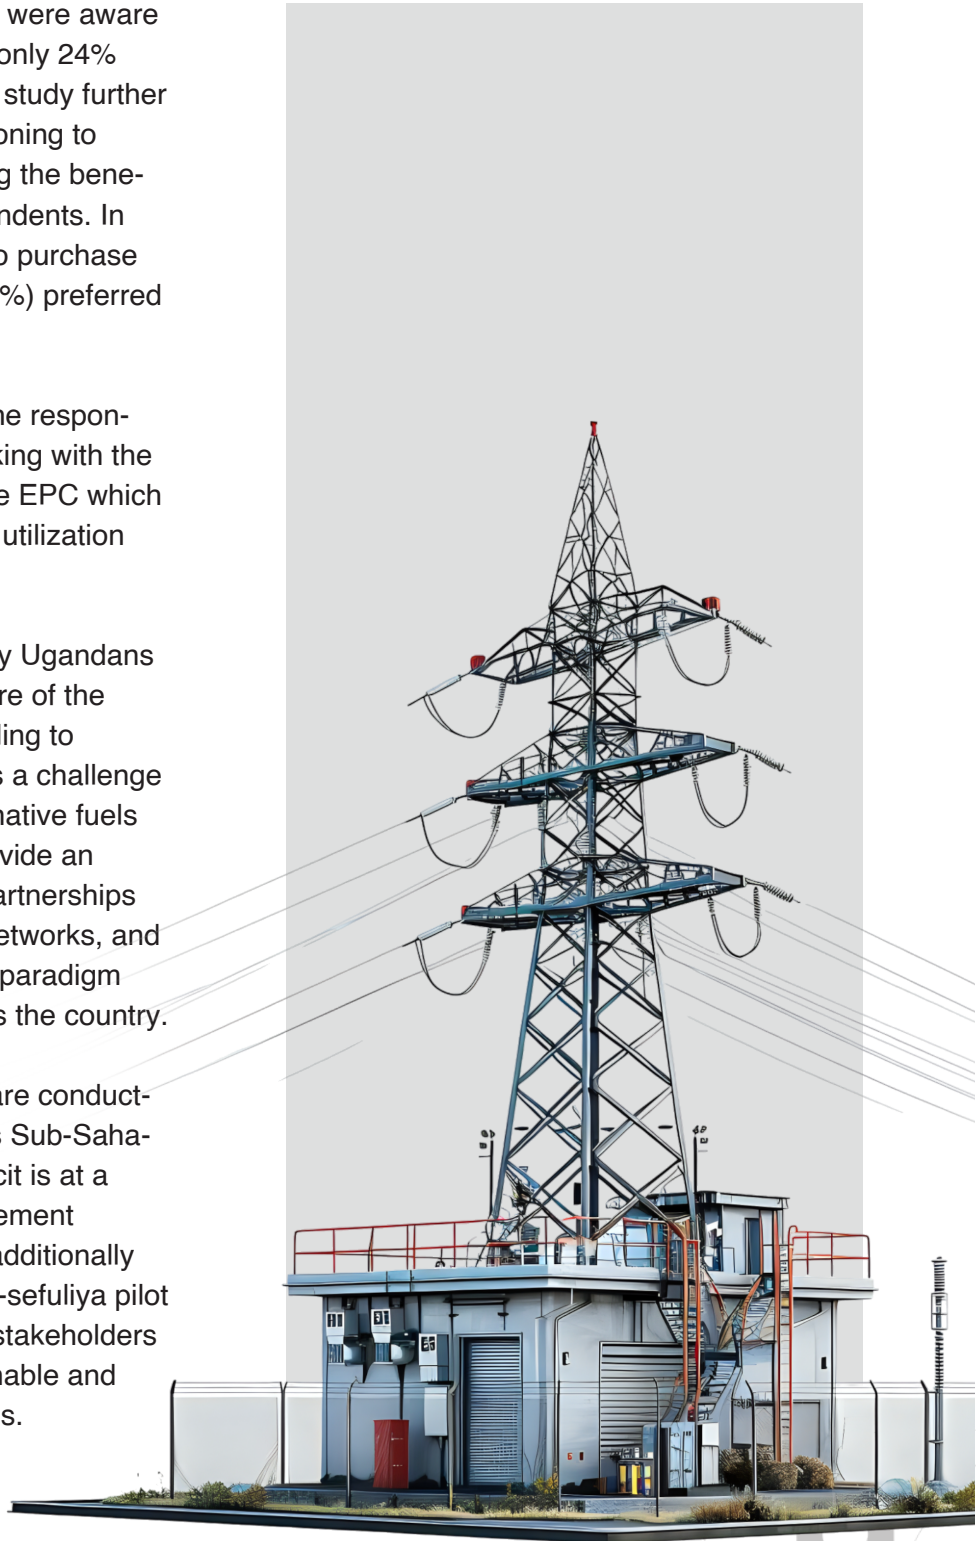 were aware
only 24%
study further
oning to
g the bene-
ndents. In
o purchase
%) preferred
ne respon-
king with the
e EPC which
utilization
y Ugandans
re of the
ling to
s a challenge
native fuels
vide an
artnerships
etworks, and
paradigm
s the country.
are conduct-
s Sub-Saha-
cit is at a
ement
additionally
-sefuliya pilot
stakeholders
nable and
s.